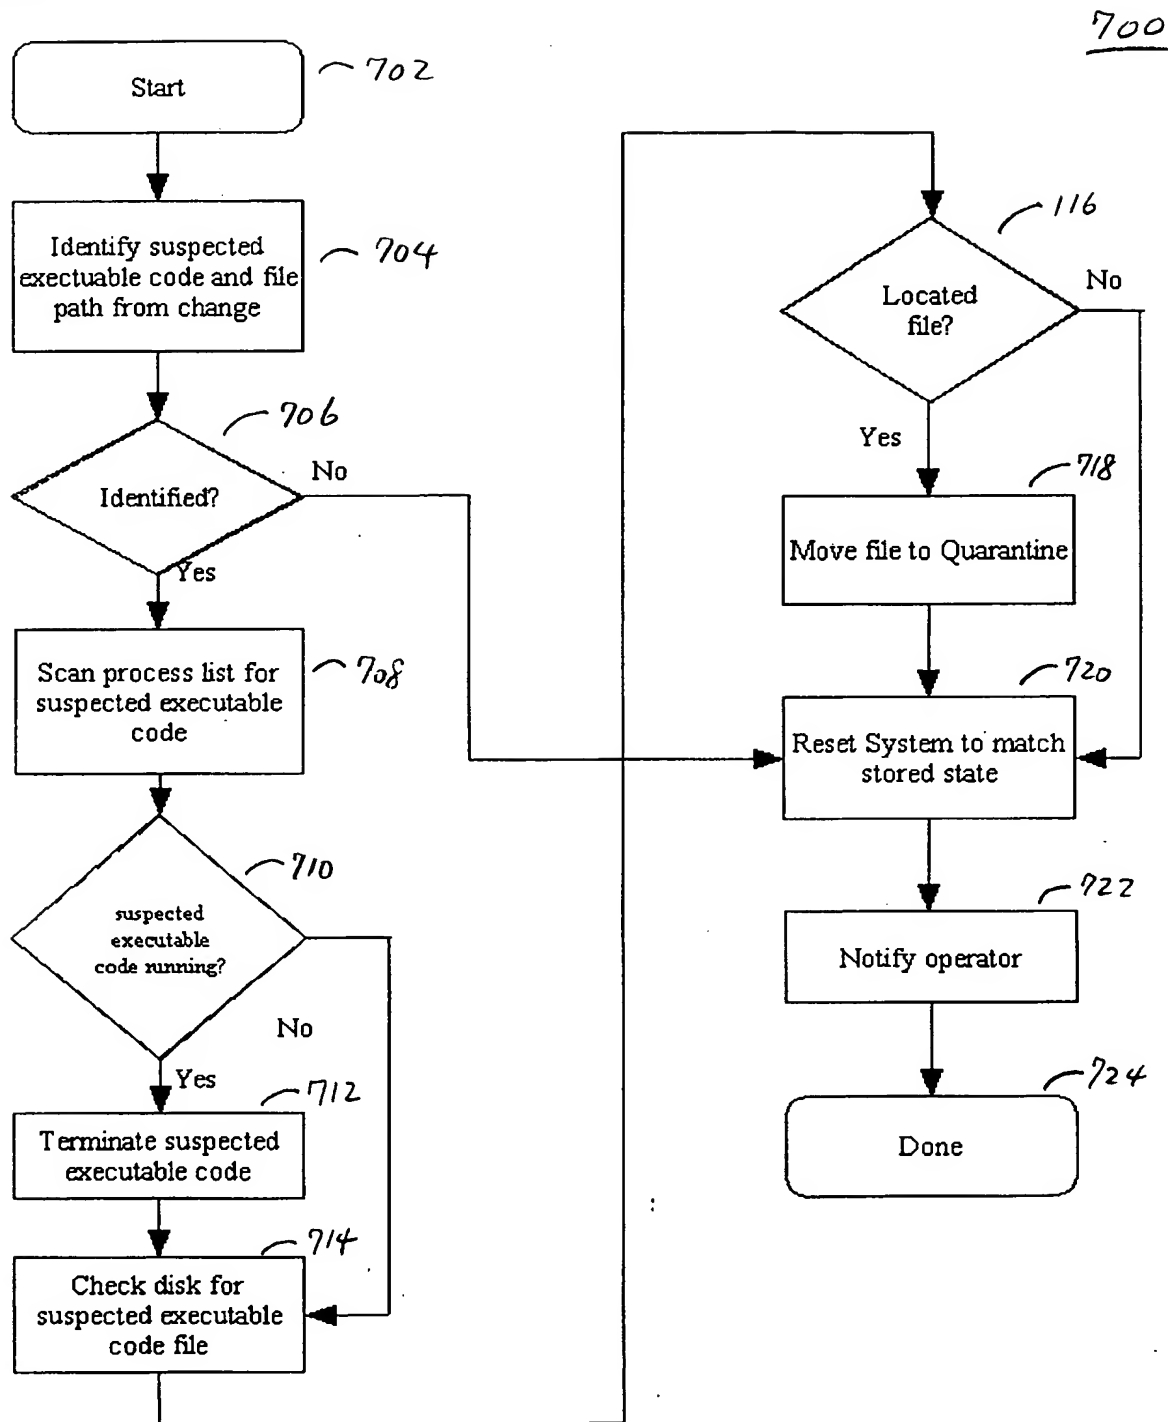 700
Start
702
Identify suspected
exectuable code and file
path from change
704
706
Identified?
No
Yes
Scan process list for
suspected executable
code
708
710
suspected
executable
code running?
No
Yes
712
Terminate suspected
executable code
714
Check disk for
suspected executable
code file
116
Located
file?
No
Yes
718
Move file to Quarantine
720
Reset System to match
stored state
722
Notify operator
724
Done